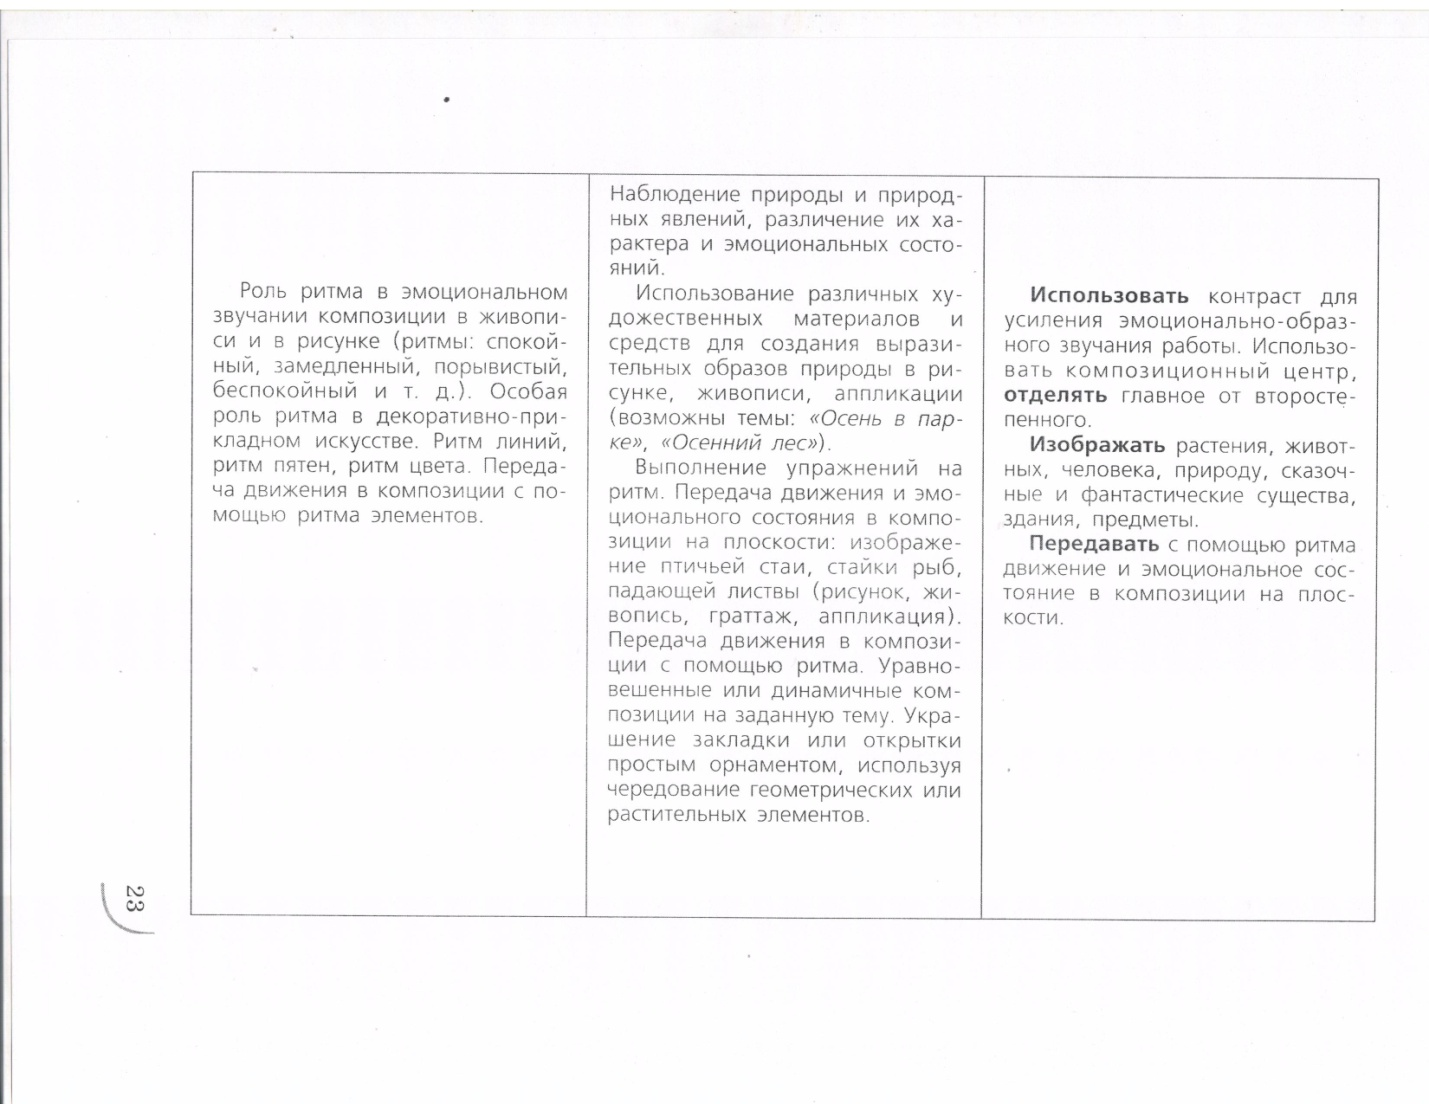 Роль ритма в эмоциональном
звучании композиции в живопи-
си и в рисунке (ритмы: спокой-
ный, замедленный, порывистый,
беспокойный и т. д.). Особая
роль ритма в декоративно-при-
кладном искусстве. Ритм линий,
ритм пятен, ритм цвета. Переда-
ча движения в композиции с по-
мощью ритма элементов.
Наблюдение природы и природ-
ных явлений, различение их ха-
рактера и эмоциональных состо-
яний.
Использование различных ху-
дожественных материалов и
средств для создания вырази-
тельных образов природы в ри-
сунке, живописи, аппликации
(возможны темы: «Осень в пар-
ке», «Осенний лес»).
Выполнение упражнений на
ритм. Передача движения и эмо-
ционального состояния в компо-
зиции на плоскости: изображе-
ние птичьей стаи, стайки рыб,
падающей листвы (рисунок, жи-
вопись, граттаж, аппликация).
Передача движения в компози-
ции с помощью ритма. Уравно-
вешенные или динамичные ком-
позиции на заданную тему. Укра-
шение закладки или открытки
простым орнаментом, используя
чередование геометрических или
растительных элементов.
Использовать контраст для
усиления эмоционально-образ-
ного звучания работы. Использо-
вать композиционный центр,
отделять главное от второсте-
пенного.
Изображать растения, живот-
ных, человека, природу, сказоч-
ные и фантастические существа,
здания, предметы.
Передавать с помощью ритма
движение и эмоциональное сос-
тояние в композиции на плос-
кости.
23